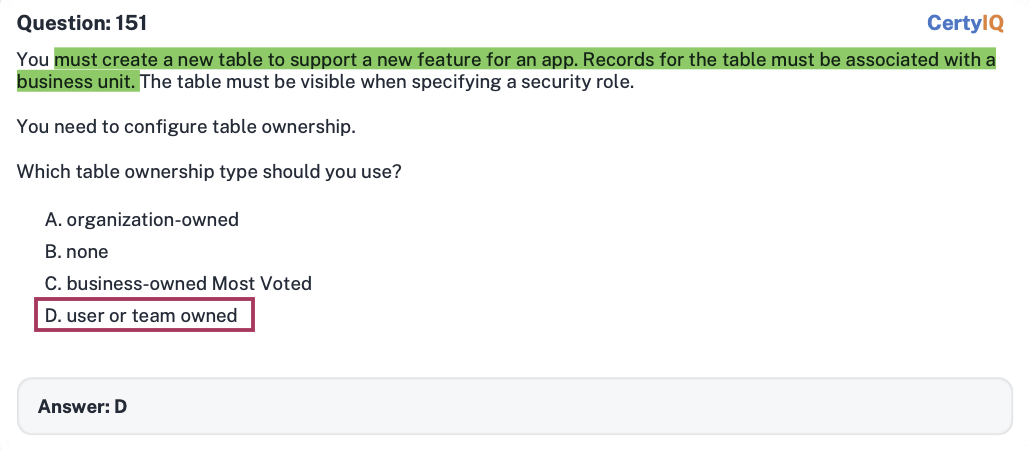 Question: 151
CertyIQ
You must create a new table to support a new feature for an app. Records for the table must be associated with a
business unit. The table must be visible when specifying a security role.
You need to configure table ownership.
Which table ownership type should you use?
A. organization-owned
B. none
C. business-owned Most Voted
D. user or team owned
Answer: D